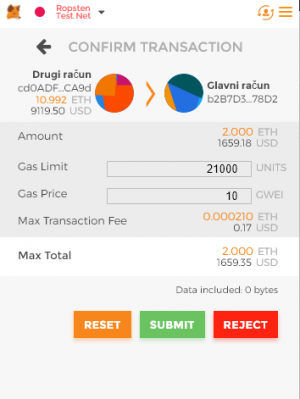 Ropsten
Test Net
CONFIRM TRANSACTION
Drugi račun
cd0ADF...CA9d
10.992 ETH
9119.50 USD
Glavni račun
b2B7D3...78D2
Amount
2.000 ETH
1659.18 USD
Gas Limit
21000 UNITS
Gas Price
10 GWEI
Max Transaction Fee
0.000210 ETH
0.17 USD
Max Total
2.000 ETH
1659.35 USD
Data included: 0 bytes
RESET SUBMIT REJECT